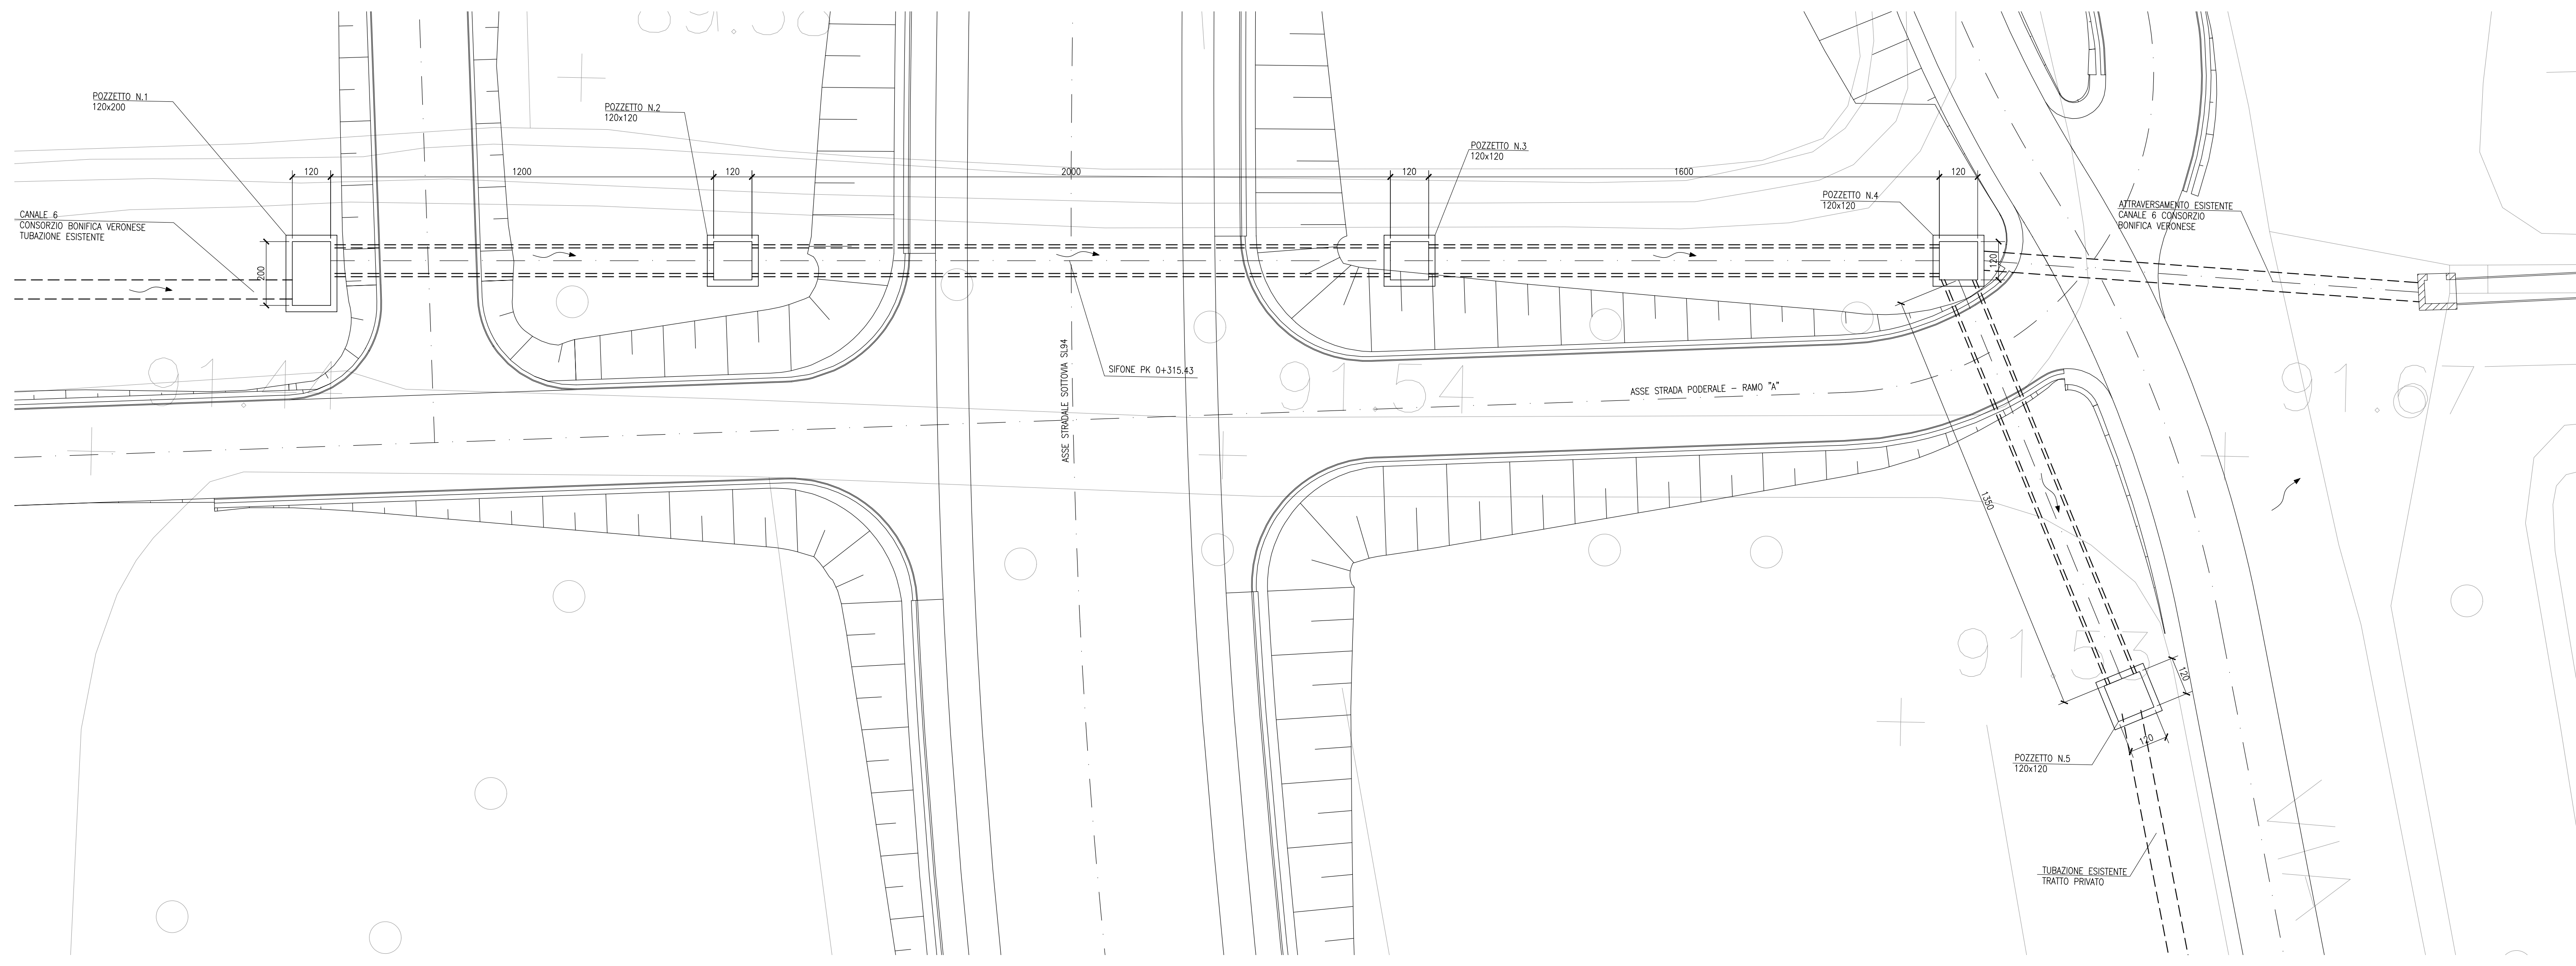 89.58
POZZETTO N.1
120x200
POZZETTO N.2
120x120
POZZETTO N.3
120x120
120
1200
120
2000
120
1600
120
POZZETTO N.4
120x120
ATTRAVERSAMENTO ESISTENTE
CANALE 6 CONSORZIO
BONIFICA VERONESE
CANALE 6
CONSORZIO BONIFICA VERONESE
TUBAZIONE ESISTENTE
200
120
SIFONE PK 0+315.43
ASSE STRADALE SOTTOVIA SL94
ASSE STRADA PODERALE - RAMO "A"
91.44
91.54
91.67
1350
91.53
120
120
POZZETTO N.5
120x120
TUBAZIONE ESISTENTE
TRATTO PRIVATO